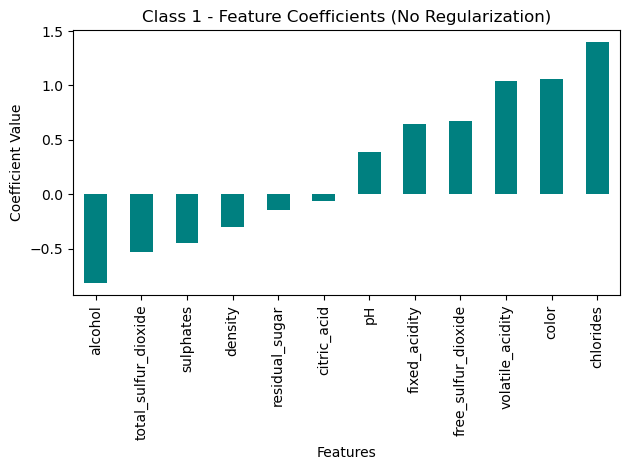 Class 1 - Feature Coefficients (No Regularization)
Coefficient Value
1.5
1.0
0.5
0.0
−0.5
alcohol
total_sulfur_dioxide
sulphates
density
residual_sugar
citric_acid
pH
fixed_acidity
free_sulfur_dioxide
volatile_acidity
color
chlorides
Features